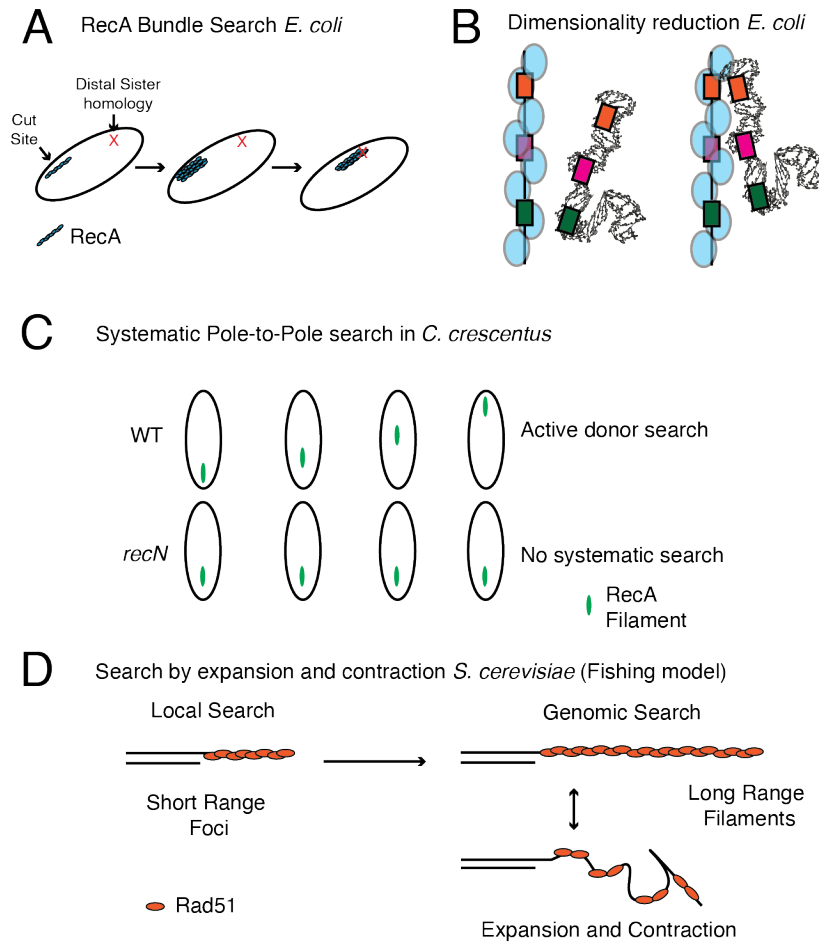 A
RecA Bundle Search E. coli
Distal Sister
homology
Cut
Site
X
X
X
RecA
B
Dimensionality reduction E. coli
C
Systematic Pole-to-Pole search in C. crescentus
WT
Active donor search
recN
No systematic search
RecA
Filament
D
Search by expansion and contraction S. cerevisiae (Fishing model)
Local Search
Genomic Search
Short Range
Foci
Long Range
Filaments
Rad51
Expansion and Contraction